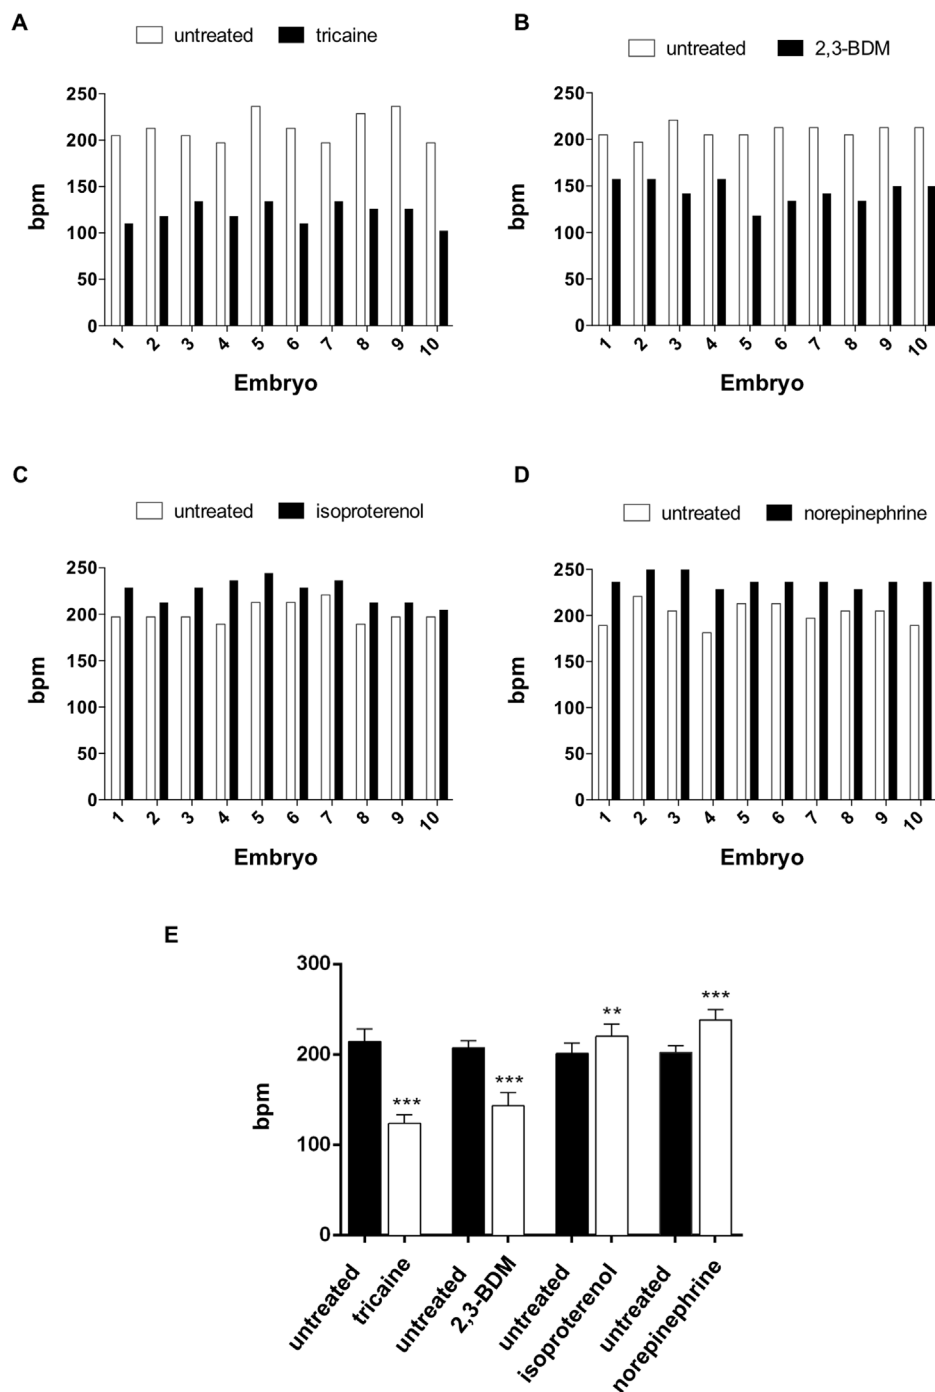 A
untreated tricaine
250
200
150
100
50
0
bpm
1 2 3 4 5 6 7 8 9 10
Embryo
B
untreated 2,3-BDM
250
200
150
100
50
0
bpm
1 2 3 4 5 6 7 8 9 10
Embryo
C
untreated isoproterenol
250
200
150
100
50
0
bpm
1 2 3 4 5 6 7 8 9 10
Embryo
D
untreated norepinephrine
250
200
150
100
50
0
bpm
1 2 3 4 5 6 7 8 9 10
Embryo
E
300
200
100
0
bpm
*** *** ** ***
untreated
tricaine
untreated
2,3-BDM
untreated
isoproterenol
untreated
norepinephrine